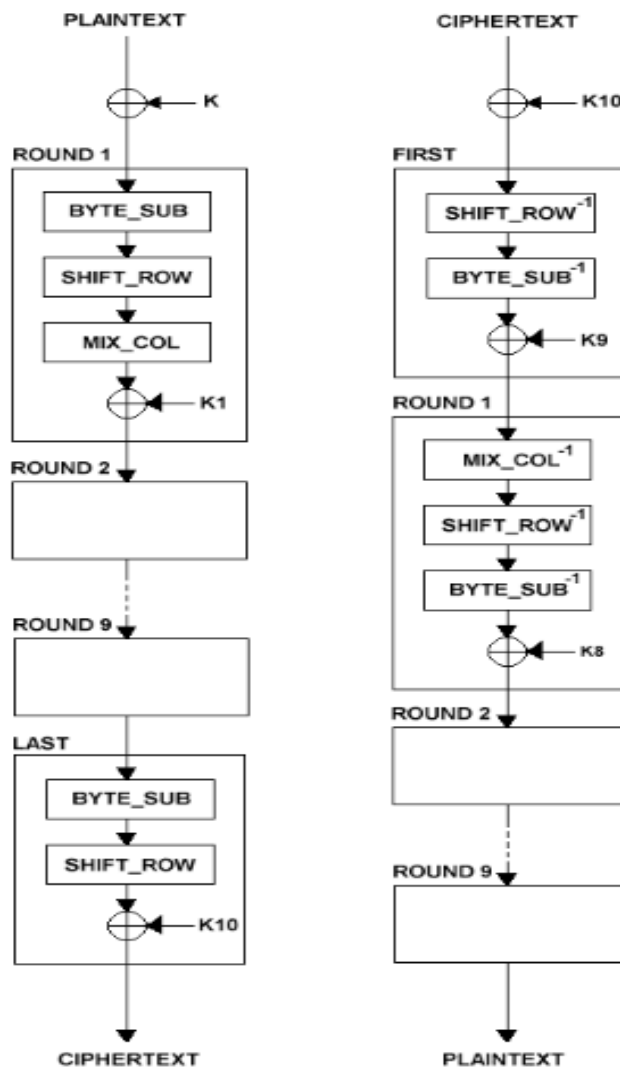 PLAINTEXT
K
ROUND 1
BYTE_SUB
SHIFT_ROW
MIX_COL
K1
ROUND 2
ROUND 9
LAST
BYTE_SUB
SHIFT_ROW
K10
CIPHERTEXT
CIPHERTEXT
K10
FIRST
SHIFT_ROW-1
BYTE_SUB-1
K9
ROUND 1
MIX_COL-1
SHIFT_ROW-1
BYTE_SUB-1
K8
ROUND 2
ROUND 9
PLAINTEXT